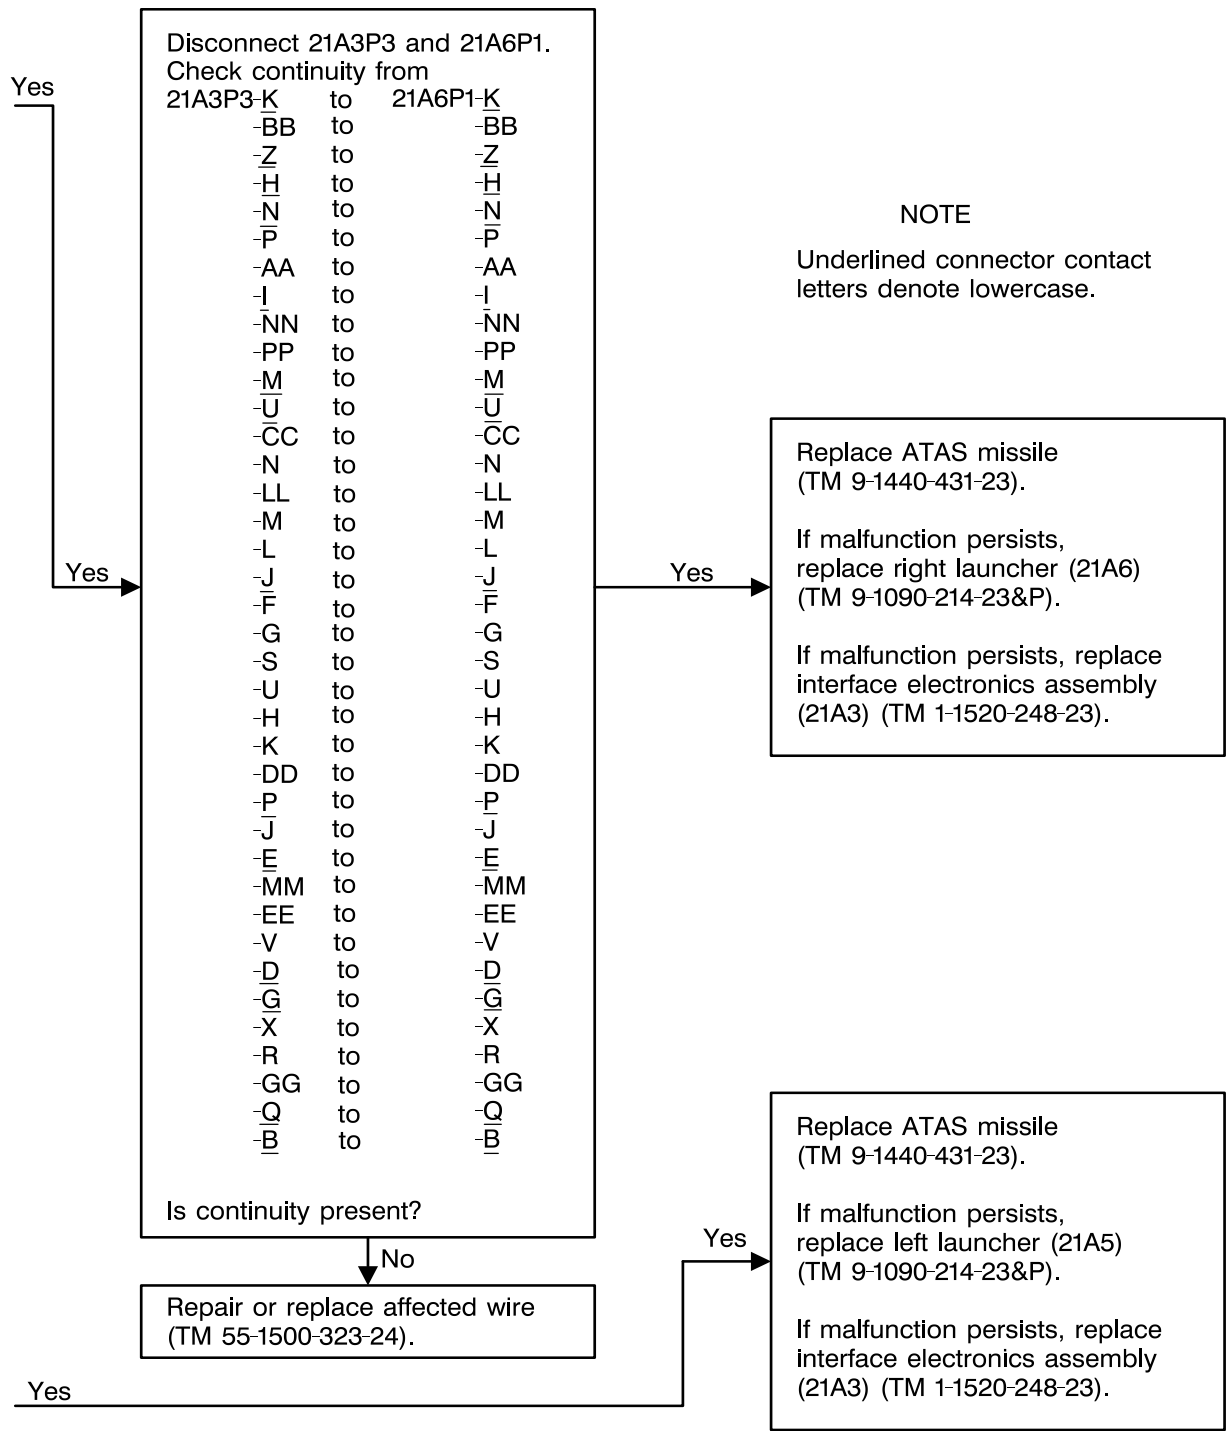 Disconnect 21A3P3 and 21A6P1.
Check continuity from
21A3P3-K to 21A6P1-K
-BB to -BB
-Z to -Z
-H to -H
-N to -N
-P to -P
-AA to -AA
-I to -I
-NN to -NN
-PP to -PP
-M to -M
-U to -U
-CC to -CC
-N to -N
-LL to -LL
-M to -M
-L to -L
-J to -J
-F to -F
-G to -G
-S to -S
-U to -U
-H to -H
-K to -K
-DD to -DD
-P to -P
-J to -J
-E to -E
-MM to -MM
-EE to -EE
-V to -V
-D to -D
-G to -G
-X to -X
-R to -R
-GG to -GG
-Q to -Q
-B to -B
Is continuity present?
Yes
Yes
Yes
No
Repair or replace affected wire
(TM 55-1500-323-24).
NOTE
Underlined connector contact
letters denote lowercase.
Replace ATAS missile
(TM 9-1440-431-23).
If malfunction persists,
replace right launcher (21A6)
(TM 9-1090-214-23&P).
If malfunction persists, replace
interface electronics assembly
(21A3) (TM 1-1520-248-23).
Yes
Yes
Replace ATAS missile
(TM 9-1440-431-23).
If malfunction persists,
replace left launcher (21A5)
(TM 9-1090-214-23&P).
If malfunction persists, replace
interface electronics assembly
(21A3) (TM 1-1520-248-23).